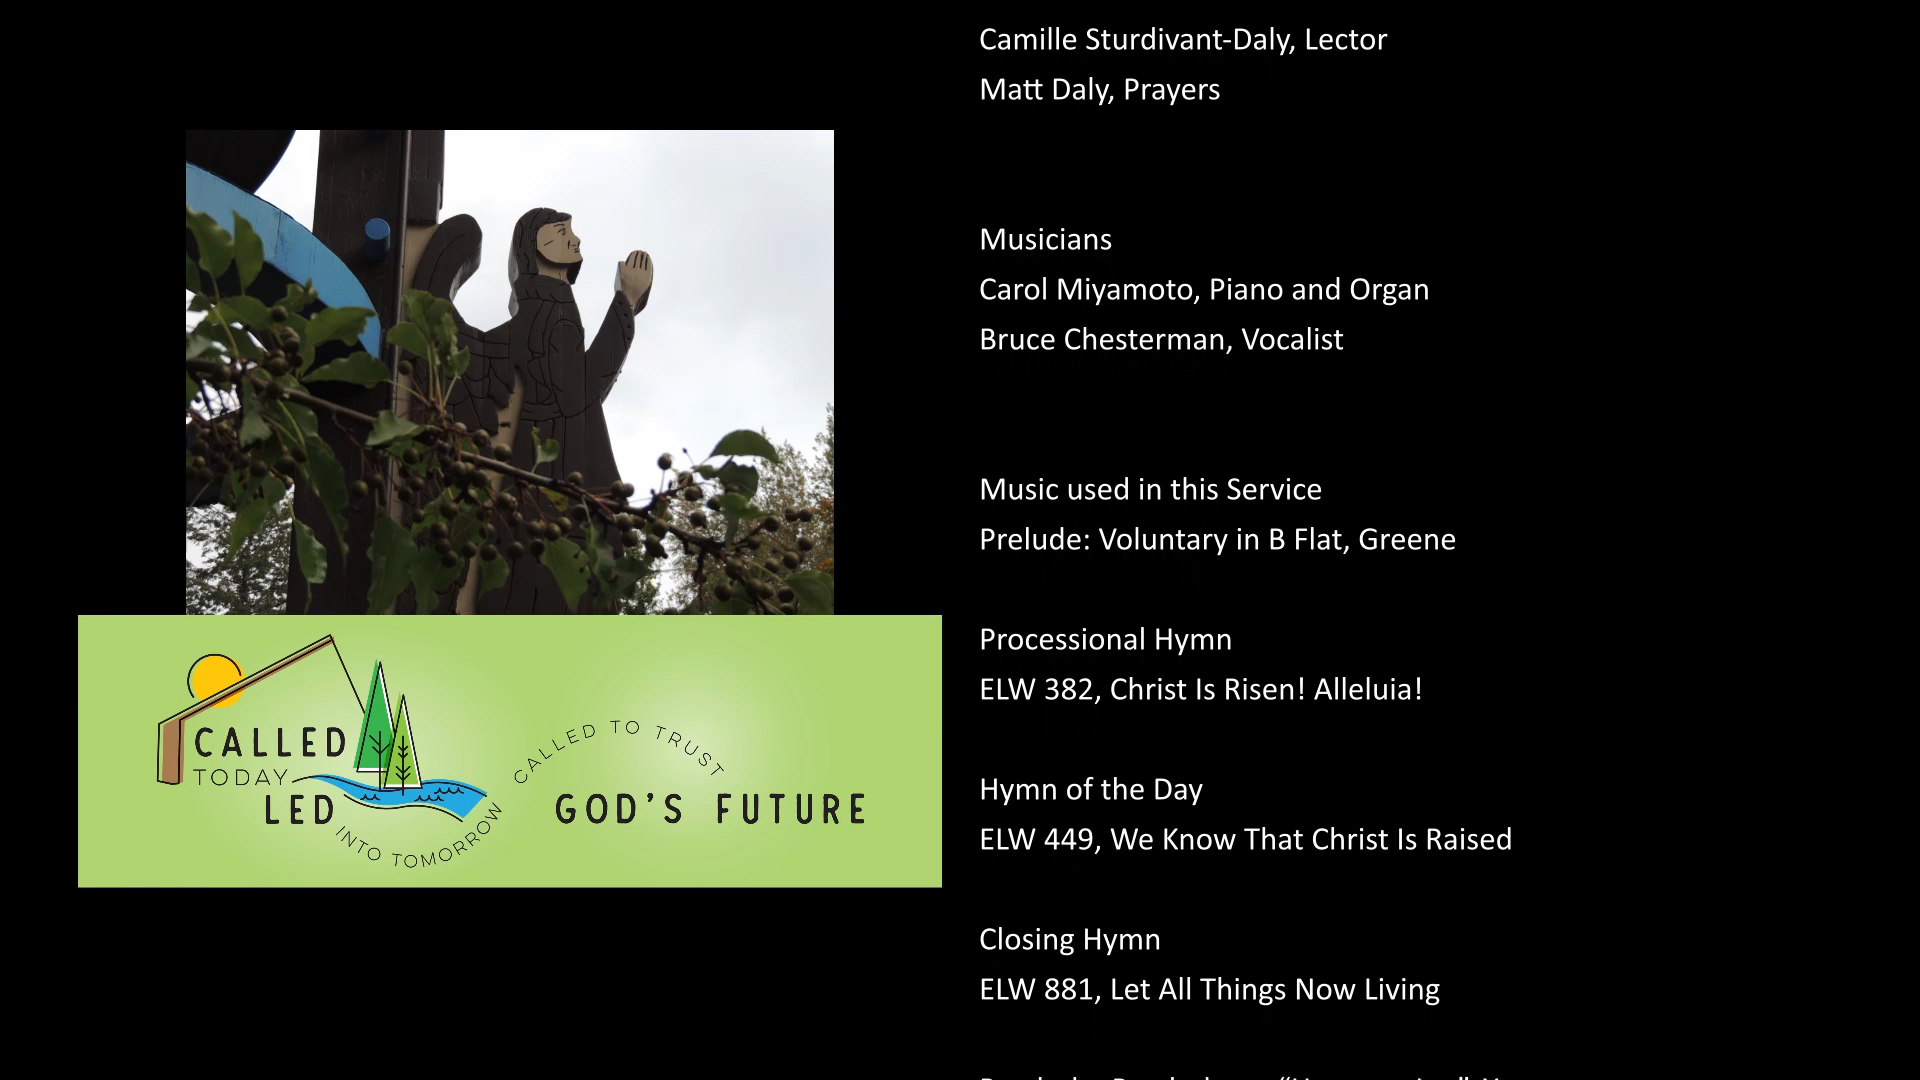 Camille Sturdivant-Daly, Lector
Matt Daly, Prayers
Musicians
Carol Miyamoto, Piano and Organ
Bruce Chesterman, Vocalist
Music used in this Service
Prelude: Voluntary in B Flat, Greene
Processional Hymn
ELW 382, Christ Is Risen! Alleluia!
Hymn of the Day
ELW 449, We Know That Christ Is Raised
Closing Hymn
ELW 881, Let All Things Now Living
CALLED
TODAY
LED
INTO TOMORROW
CALLED TO TRUST
GOD'S FUTURE